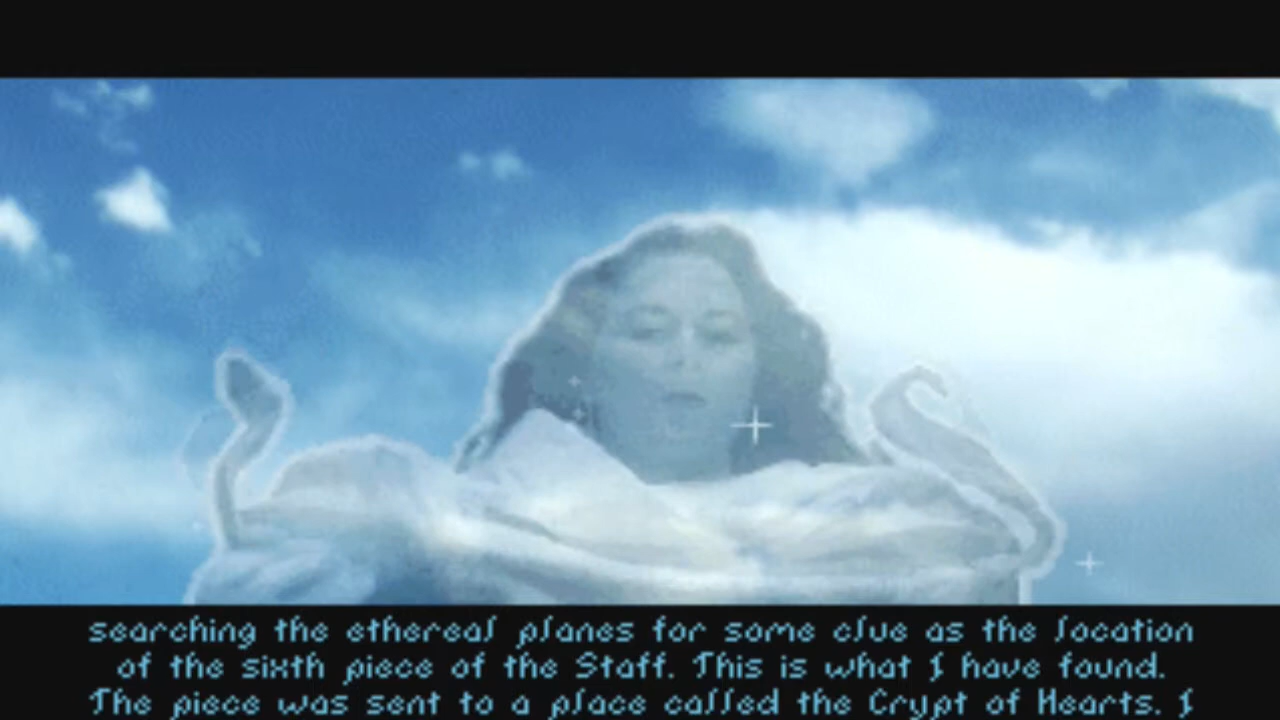 searching the ethereal planes for some clue as the location
of the sixth piece of the Staff. This is what I have found.
The piece was sent to a place called the Crypt of Hearts. I